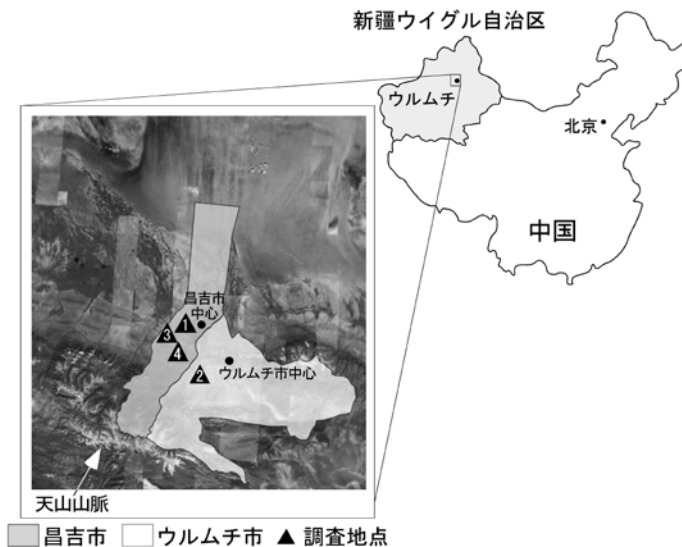 新疆ウイグル自治区
ウルムチ
北京
中国
昌吉市
中心
1
3
4
2
ウルムチ市中心
天山山脈
昌吉市 ウルムチ市 ▲ 調査地点